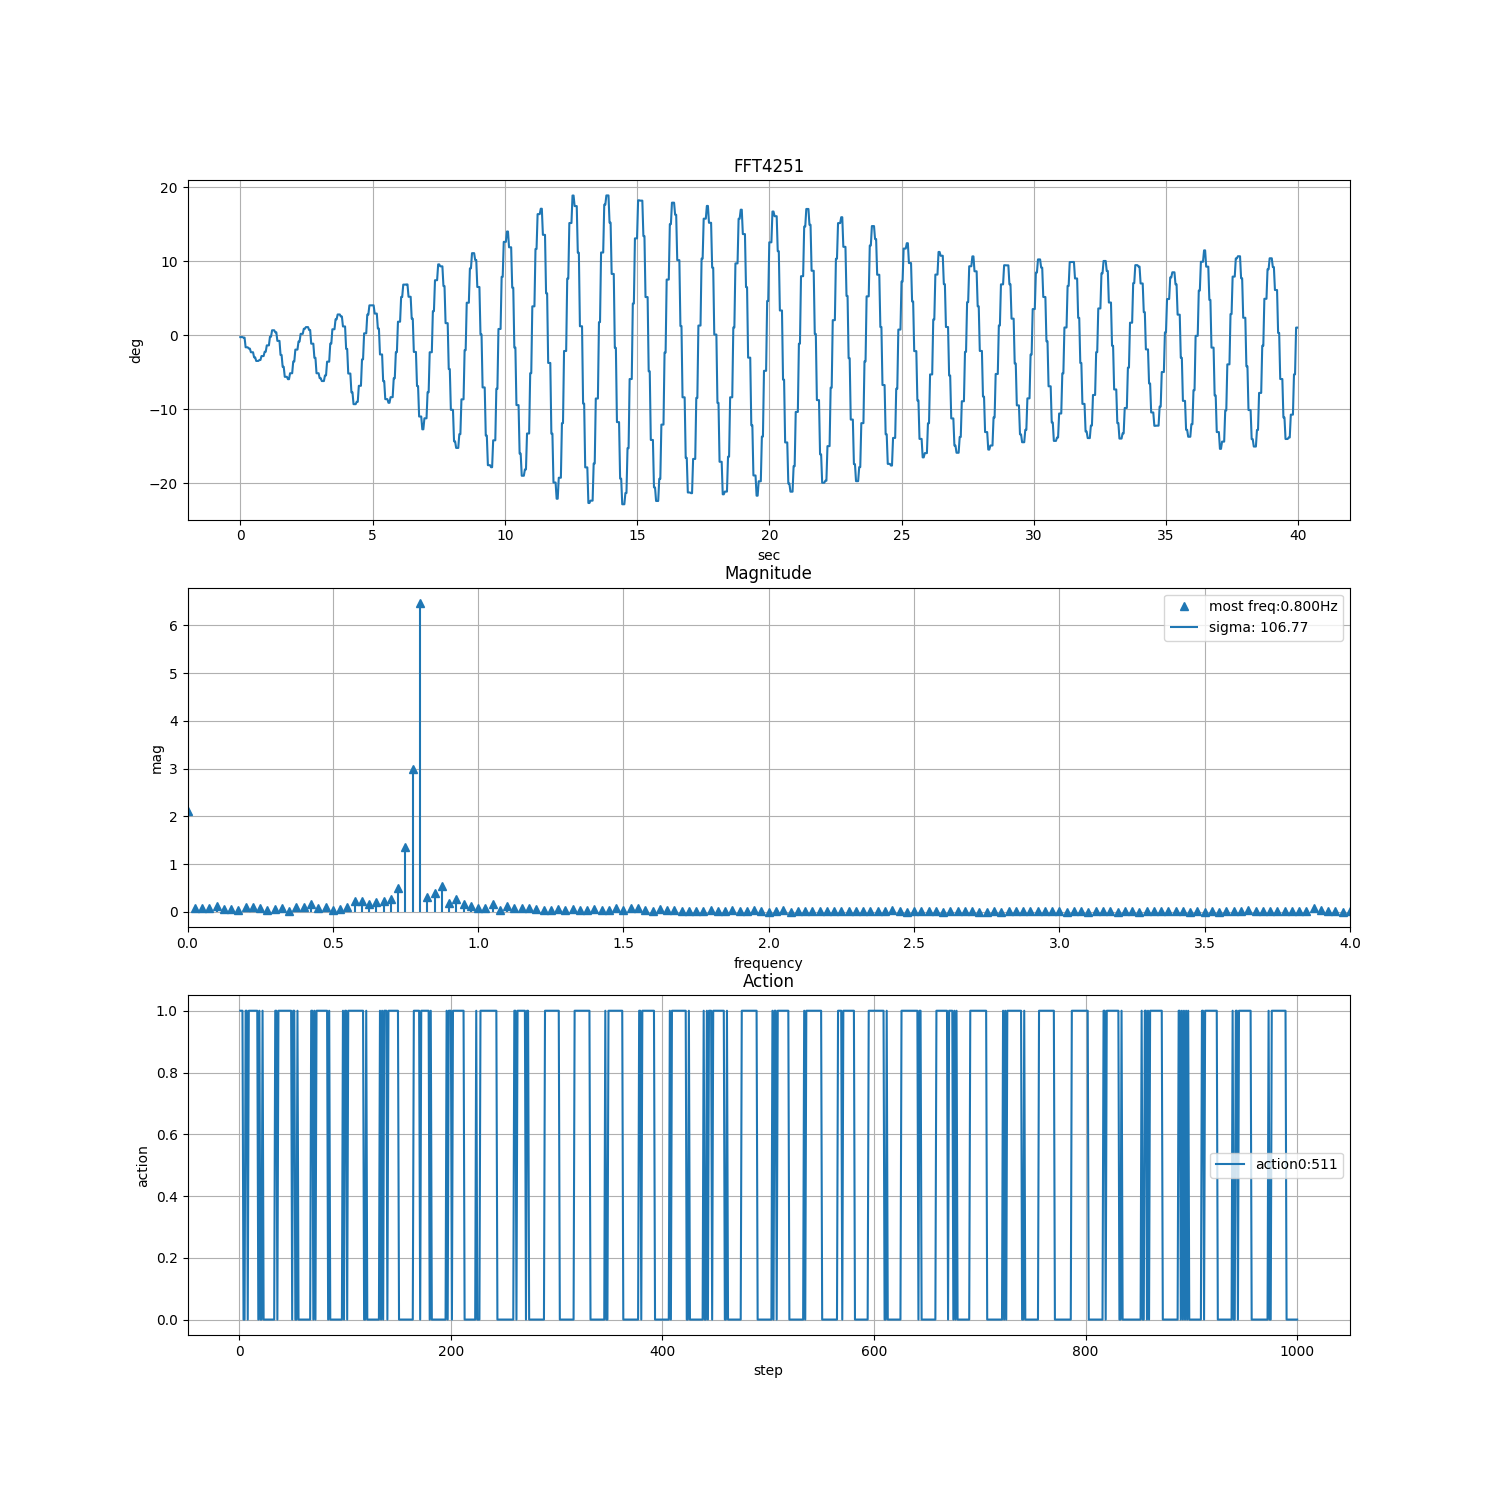 FFT4251
20
10
0
−10
−20
deg
0 5 10 15 20 25 30 35 40
sec
Magnitude
most freq:0.800Hz
sigma: 106.77
6
5
4
3
2
1
0
mag
0.0 0.5 1.0 1.5 2.0 2.5 3.0 3.5 4.0
frequency
Action
1.0
0.8
0.6
0.4
0.2
0.0
action
action0:511
0 200 400 600 800 1000
step